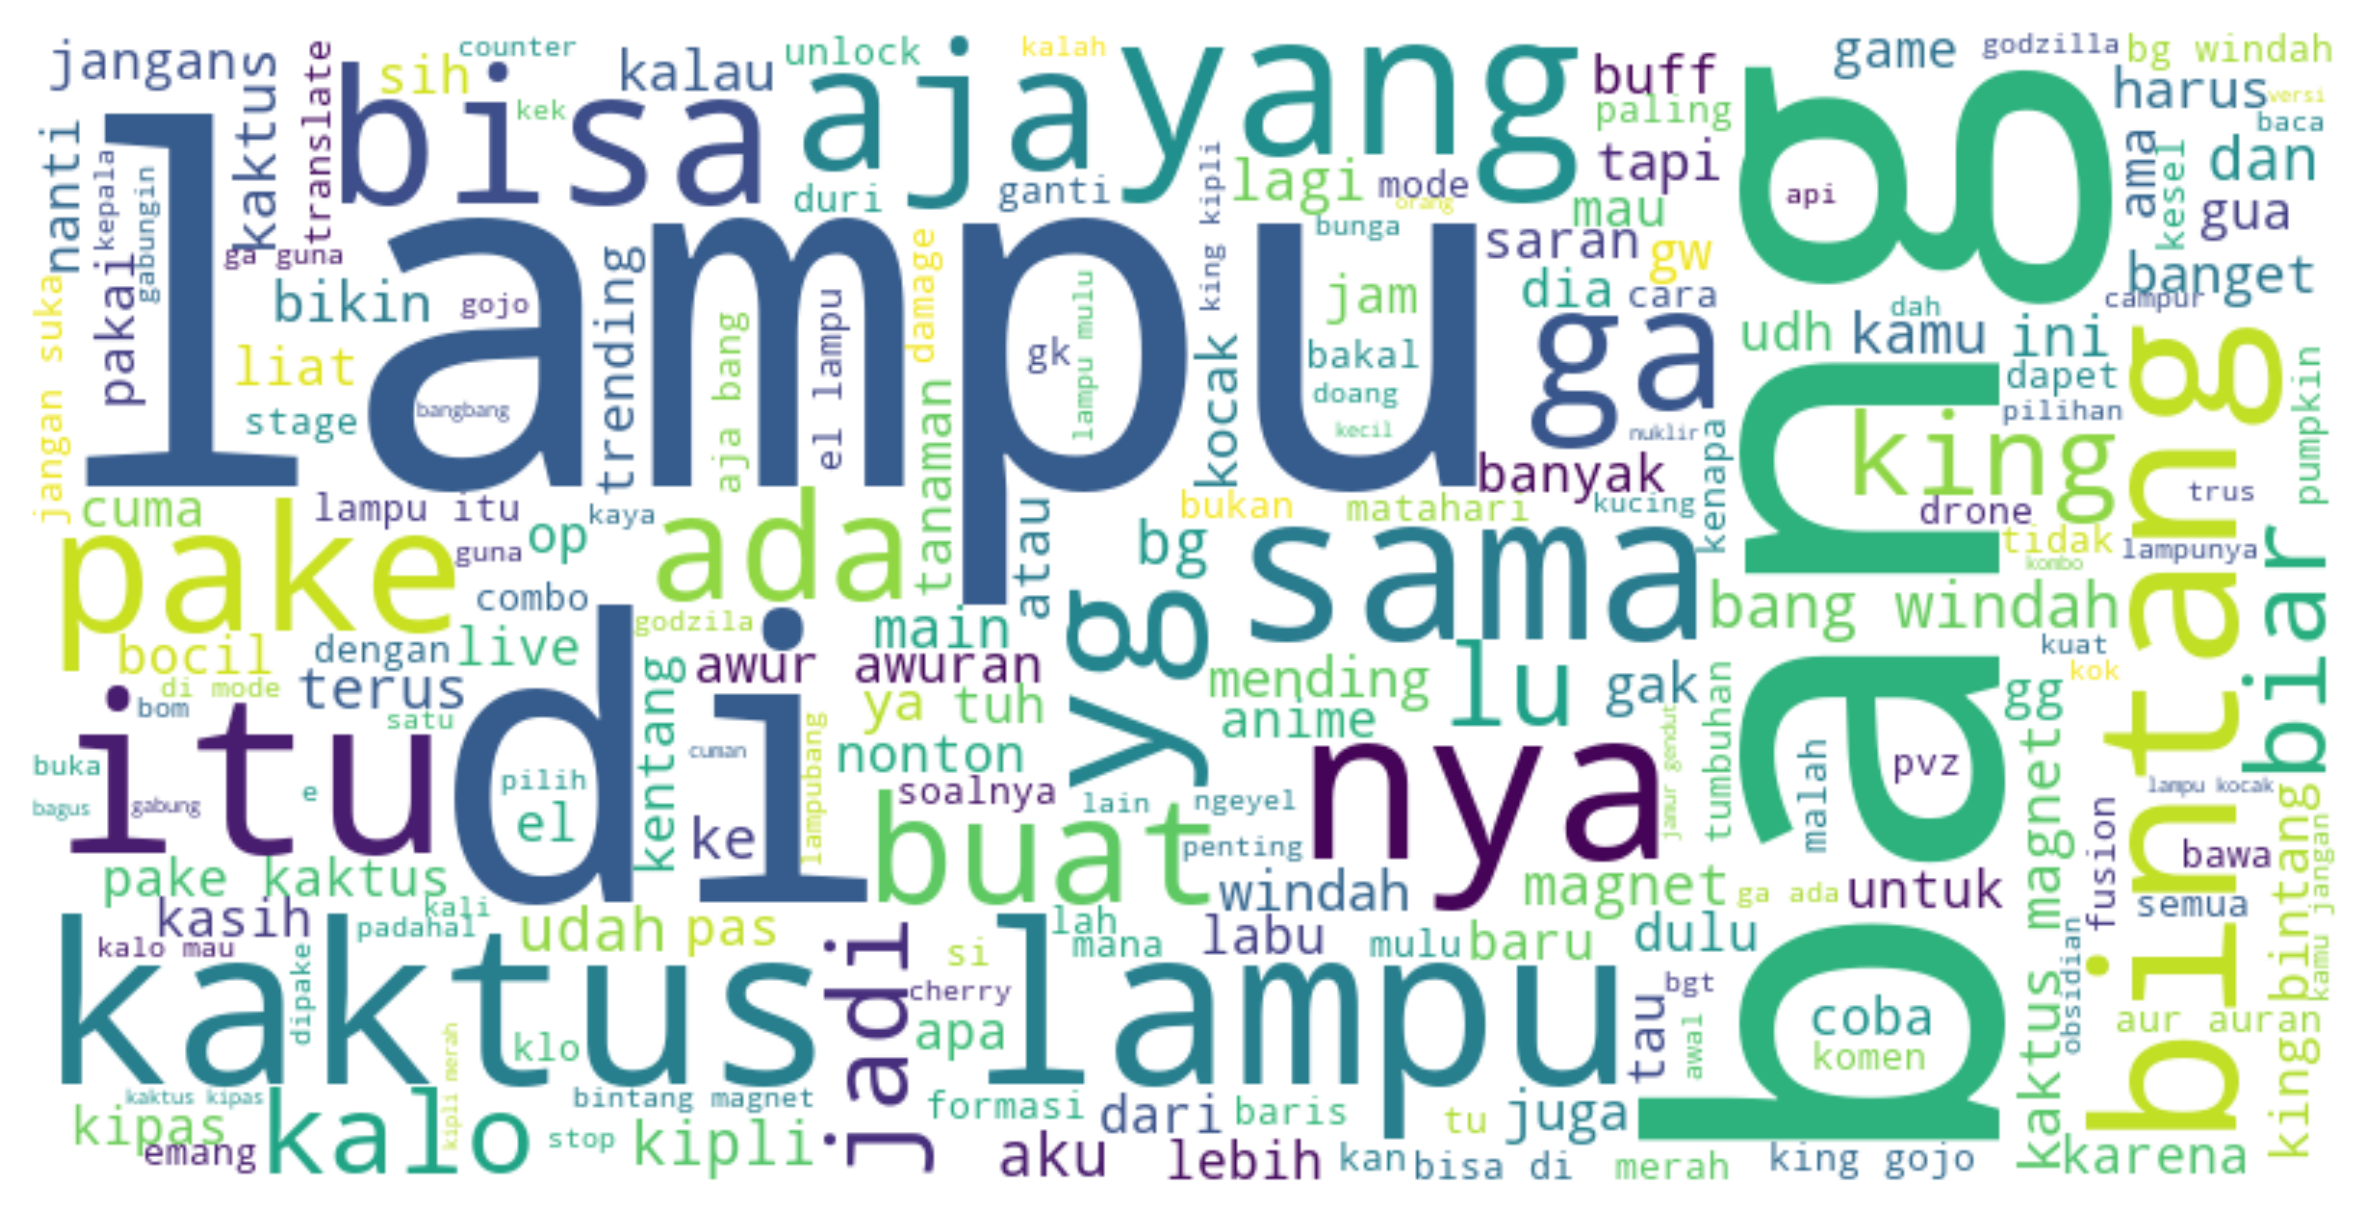 jangans
kaktus
translate
sih
counter
kek
bisa
kalau
unlock
aja
kalah
yang
buff
paling
game
godzilla
bg windah
harus
versi
baca
nanti
pakai
kepala
gabungin
lampu
duri
ganti
king kipli
lagi
mode
orang
tapi
mau
bang
api
ama
kesel
dan
gua
banget
campur
jangan suka
ga guna
bikin
gojo
liat
stage
bangbang
trending
aja bang
el lampu
damage
tanaman
gk
lampu mulu
kocak
bunga
jam
bakal
doang
kecil
saran
gw
dia
cara
ga
nuklir
banyak
kenapa
udh
kamu
dah
ini
dapet
pilihan
king
drone
bintang
pumpkin
trus
tidak
lampunya
kombo
biar
cuma
lampu itu
guna
op
kaya
pake
ada
atau
bg
bukan
matahari
kucing
sama
bang windah
combo
bocil
dengan
live
di mode
bom
terus
satu
godzila
di
kentang
awur awuran
main
ya
tuh
yg
mending
anime
lu
gak
gg
kuat
kok
itu
buka
bagus
gabung
e
pilih
el
cuman
ke
lampubang
nonton
soalnya
lain
ngeyel
penting
nya
jamur gendut
tumbuhan
malah
pvz
lampu kocak
buat
windah
magnet
ga ada
untuk
kaktus magnet
fusion
bawa
semua
king bintang
kamu jangan
pake kaktus
kasih
kali
padahal
kalo mau
dipake
udah
pas
jadi
si
lah
mana
labu
mulu
baru
dulu
kaktus
klo
kipli merah
cherry
apa
lampu
tau
bgt
awal
coba
komen
obsidian
aur auran
kaktus kipas
kipas
emang
kalo
bintang magnet
stop
kipli
formasi
dari
baris
tu
juga
aku
lebih
kan
bisa di
merah
king gojo
karena